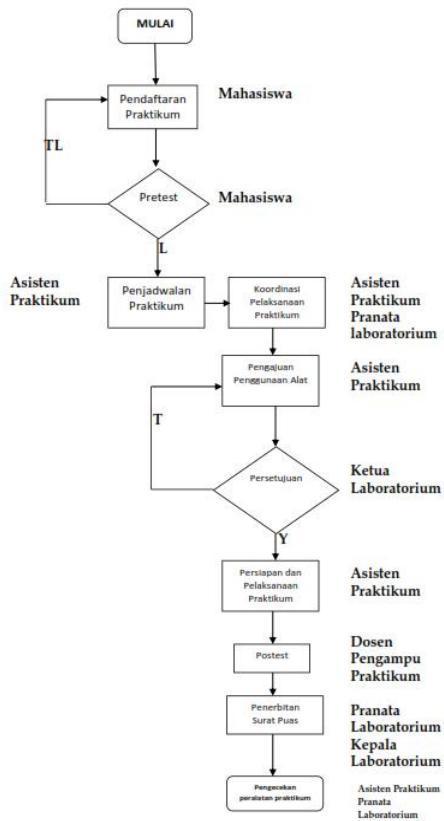 MULAI
Pendaftaran
Praktikum
Mahasiswa
TL
Pretest
Mahasiswa
L
Asisten
Praktikum
Penjadwalan
Praktikum
Koordinasi
Pelaksanaan
Praktikum
Asisten
Praktikum
Pranata
laboratorium
Pengajuan
Penggunaan Alat
Asisten
Praktikum
T
Persetujuan
Ketua
Laboratorium
Y
Persiapan dan
Pelaksanaan
Praktikum
Asisten
Praktikum
Postest
Dosen
Pengampu
Praktikum
Penerbitan
Surat Puas
Pranata
Laboratorium
Kepala
Laboratorium
Pengecekan
peralatan praktikum
Asisten Praktikum
Pranata
Laboratorium